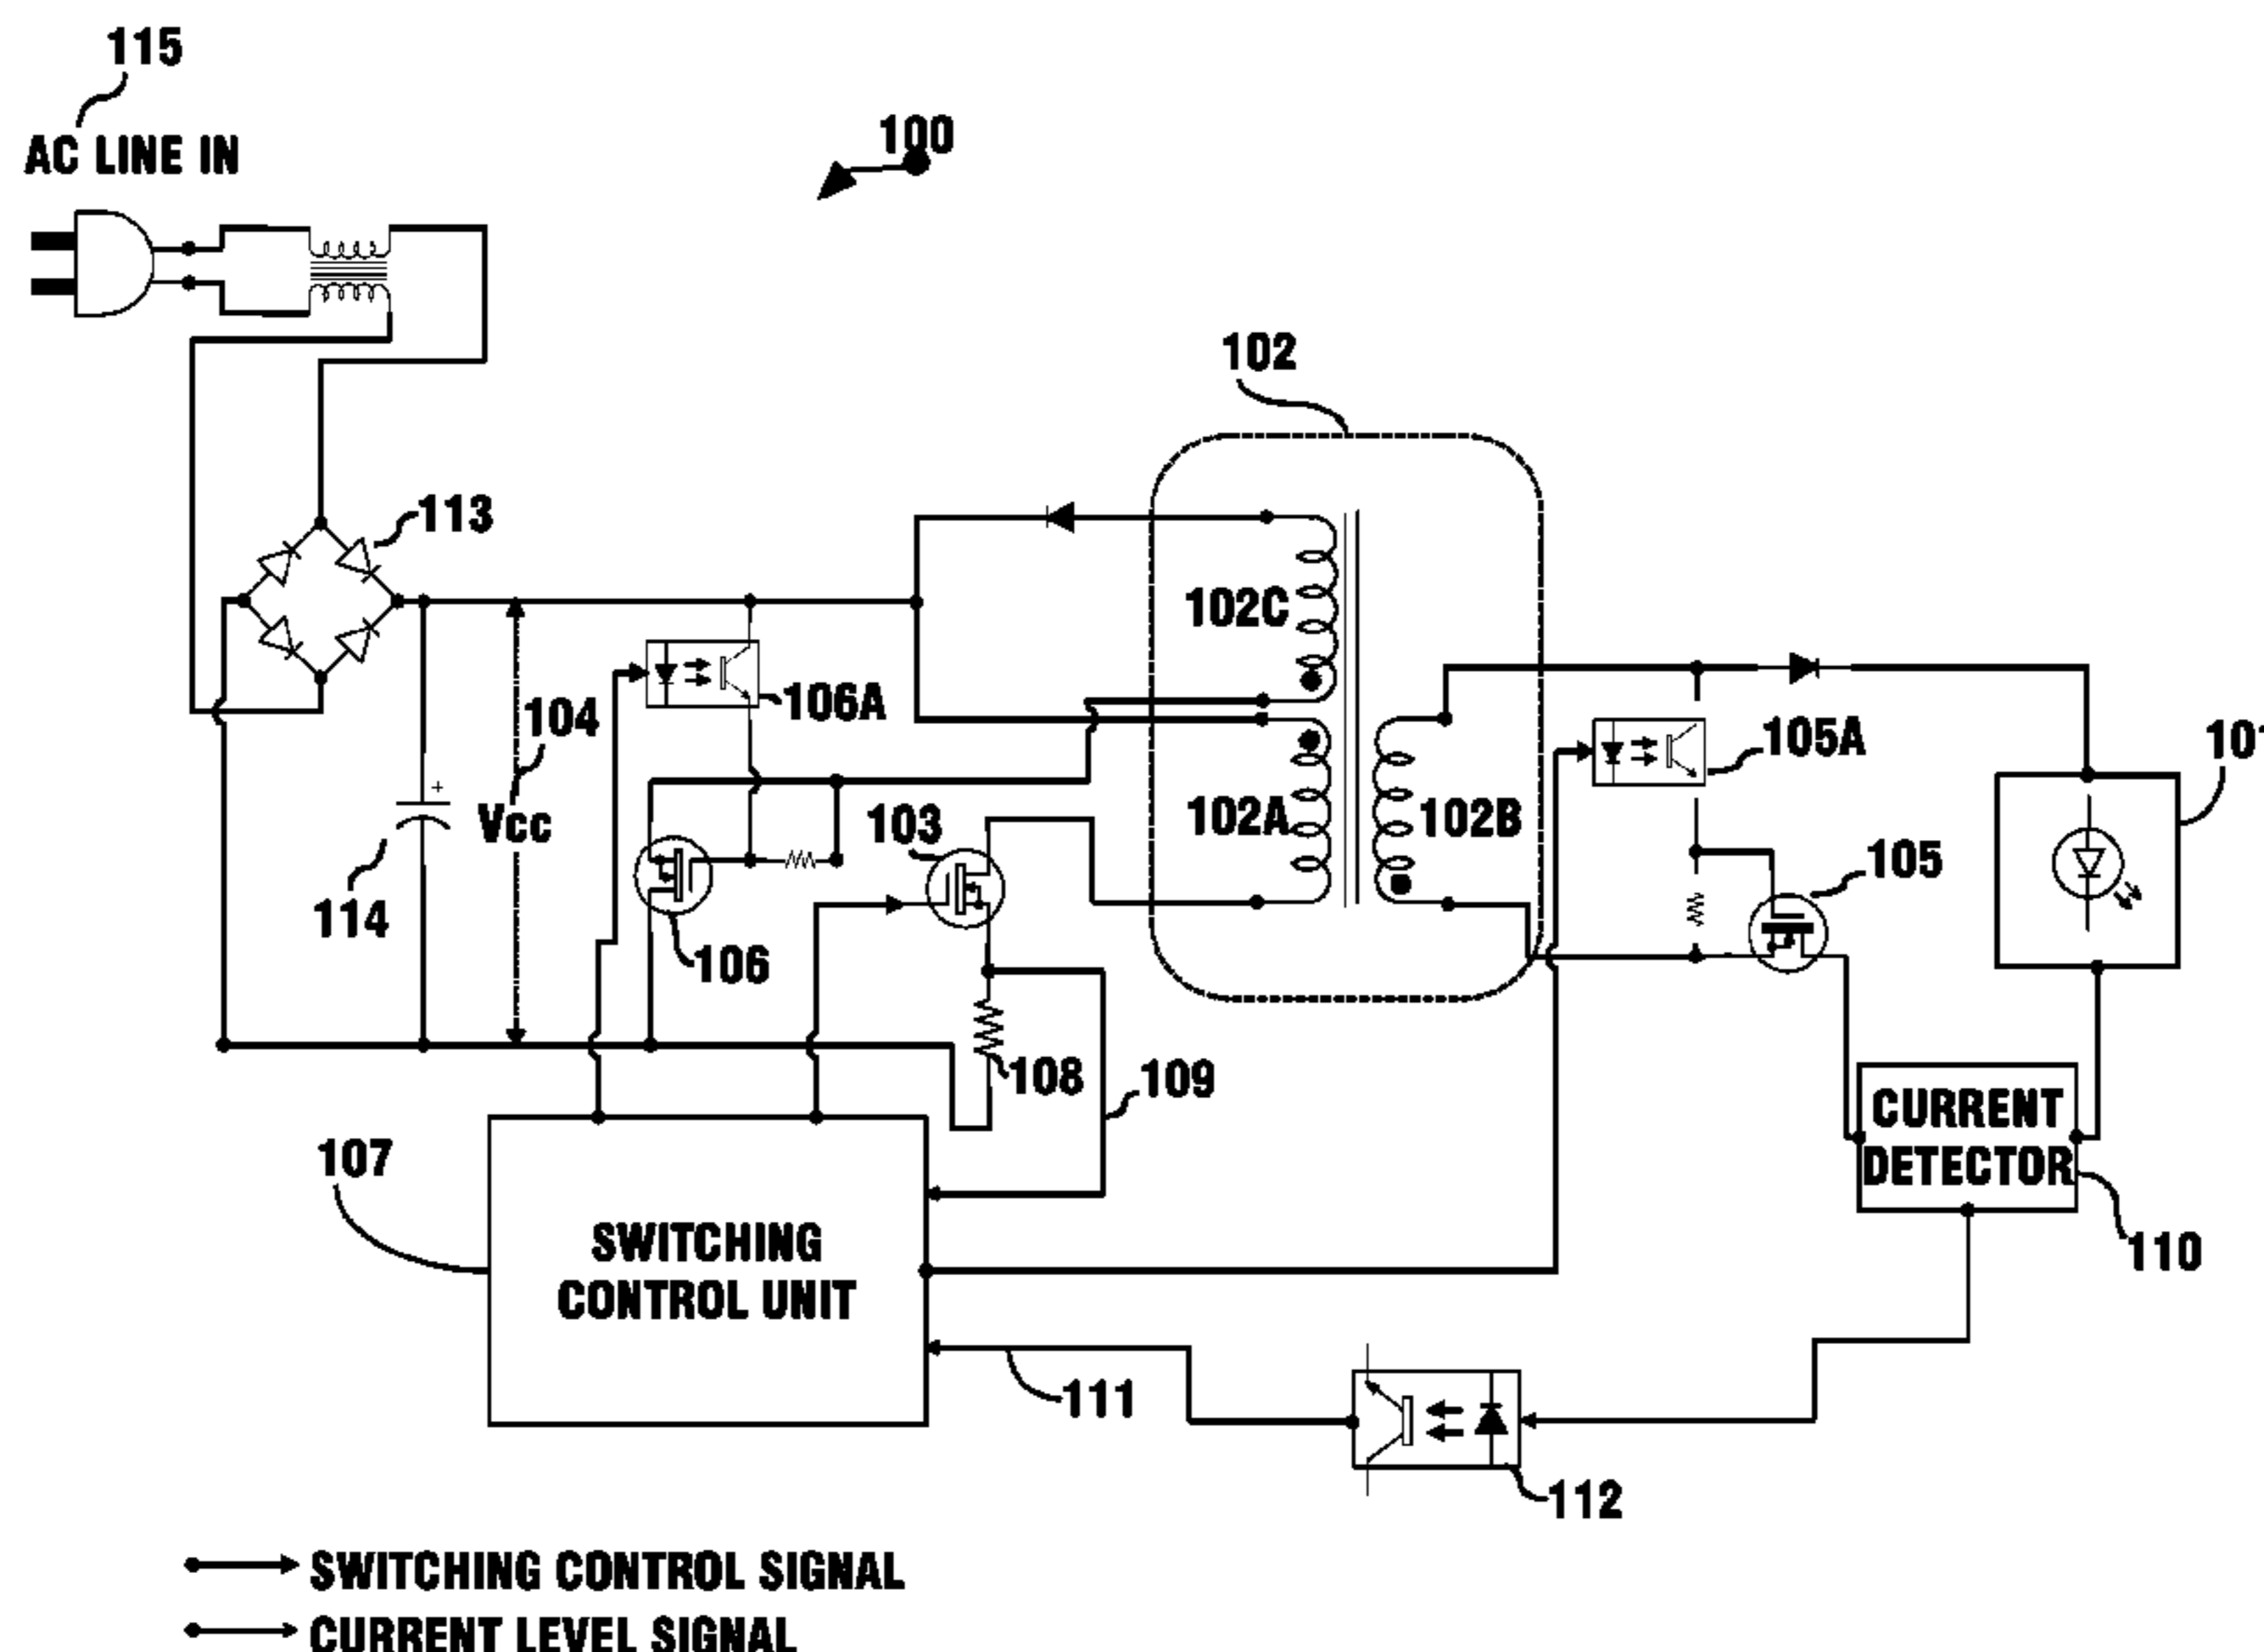 115
AC LINE IN
100
102
113
102C
104
106A
105A
101
Vcc
103
102A
102B
114
106
105
108
109
107
CURRENT
DETECTOR
110
SWITCHING
CONTROL UNIT
111
112
SWITCHING CONTROL SIGNAL
CURRENT LEVEL SIGNAL